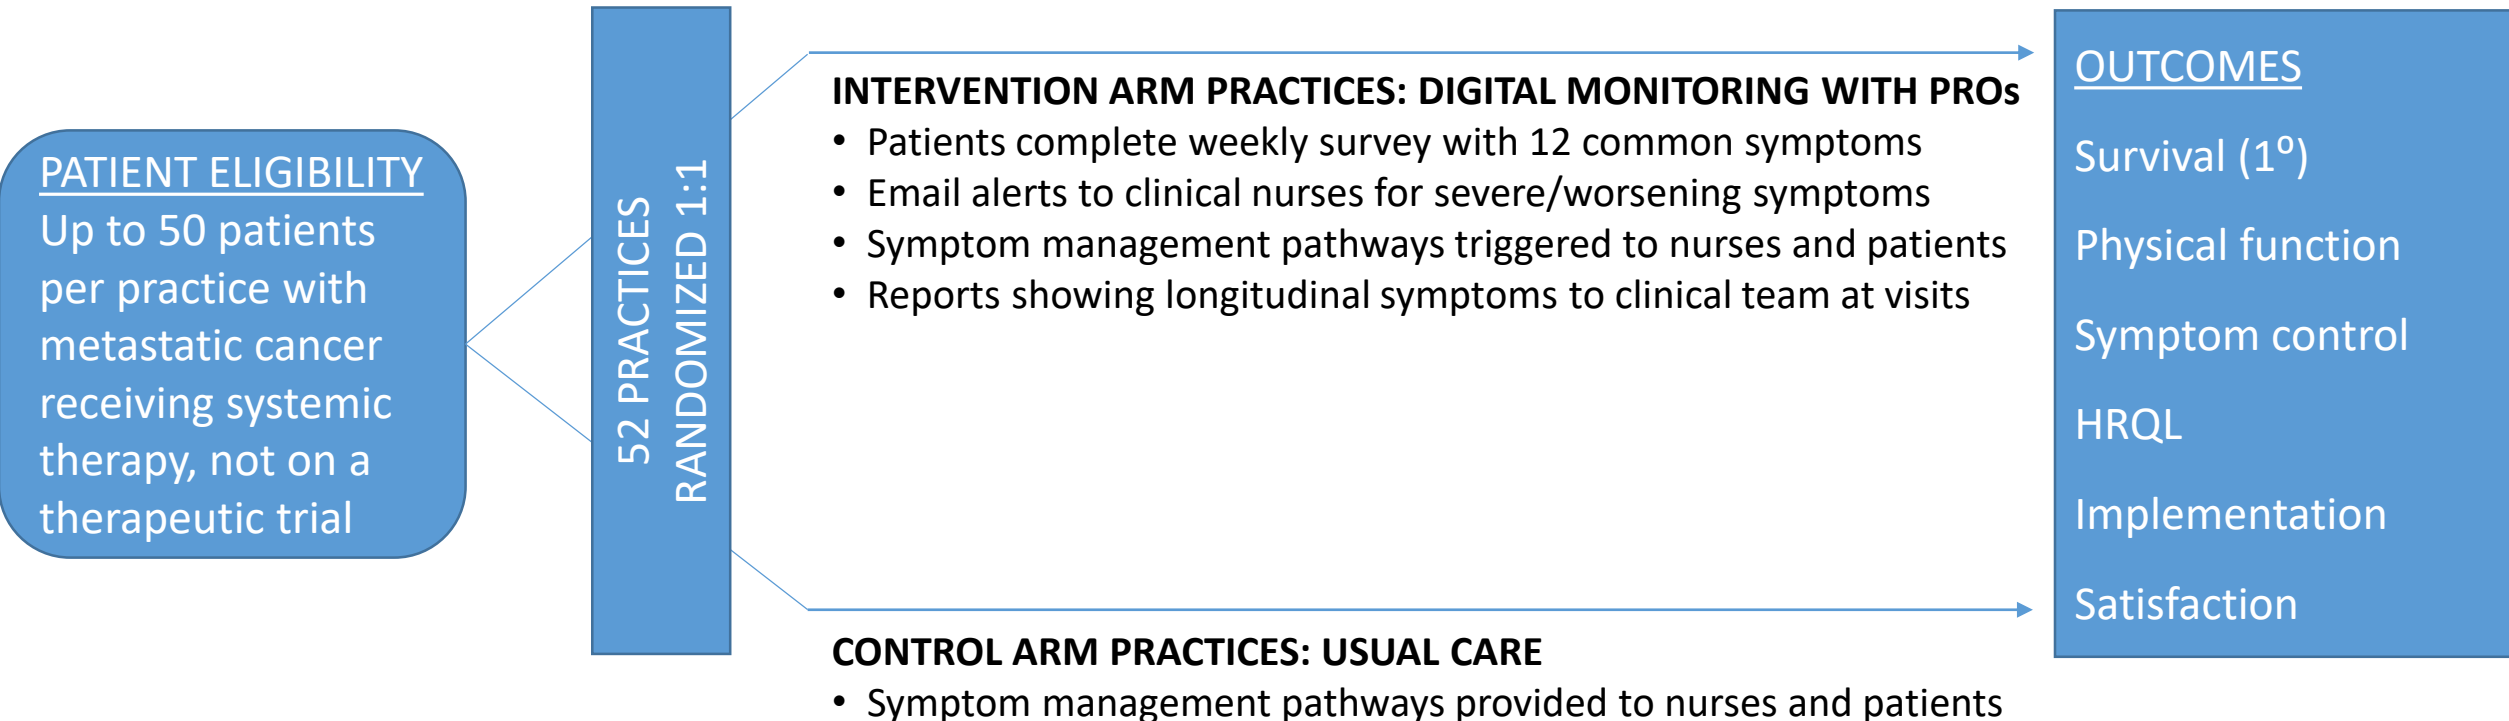 PATIENT ELIGIBILITY
Up to 50 patients
per practice with
metastatic cancer
receiving systemic
therapy, not on a
therapeutic trial
52 PRACTICES
RANDOMIZED 1:1
INTERVENTION ARM PRACTICES: DIGITAL MONITORING WITH PROs
• Patients complete weekly survey with 12 common symptoms
• Email alerts to clinical nurses for severe/worsening symptoms
• Symptom management pathways triggered to nurses and patients
• Reports showing longitudinal symptoms to clinical team at visits
CONTROL ARM PRACTICES: USUAL CARE
• Symptom management pathways provided to nurses and patients
OUTCOMES
Survival (1⁰)
Physical function
Symptom control
HRQL
Implementation
Satisfaction